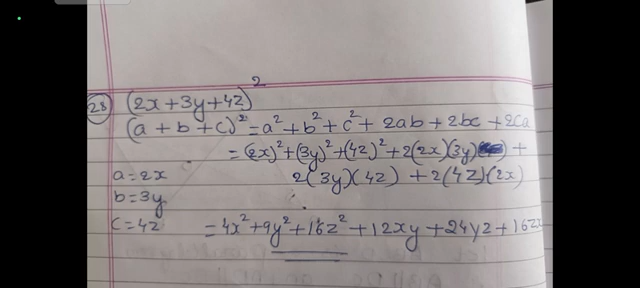 28 (2x+3y+4z)²
(a+b+c)² = a²+b²+c²+ 2ab+2bc+2ca
= (2x)²+(3y)²+(4z)²+2(2x)(3y) +
a=2x 2(3y)(4z) +2(4z)(2x)
b=3y
c=4z = 4x²+9y²+16z²+12xy+24yz+16zx